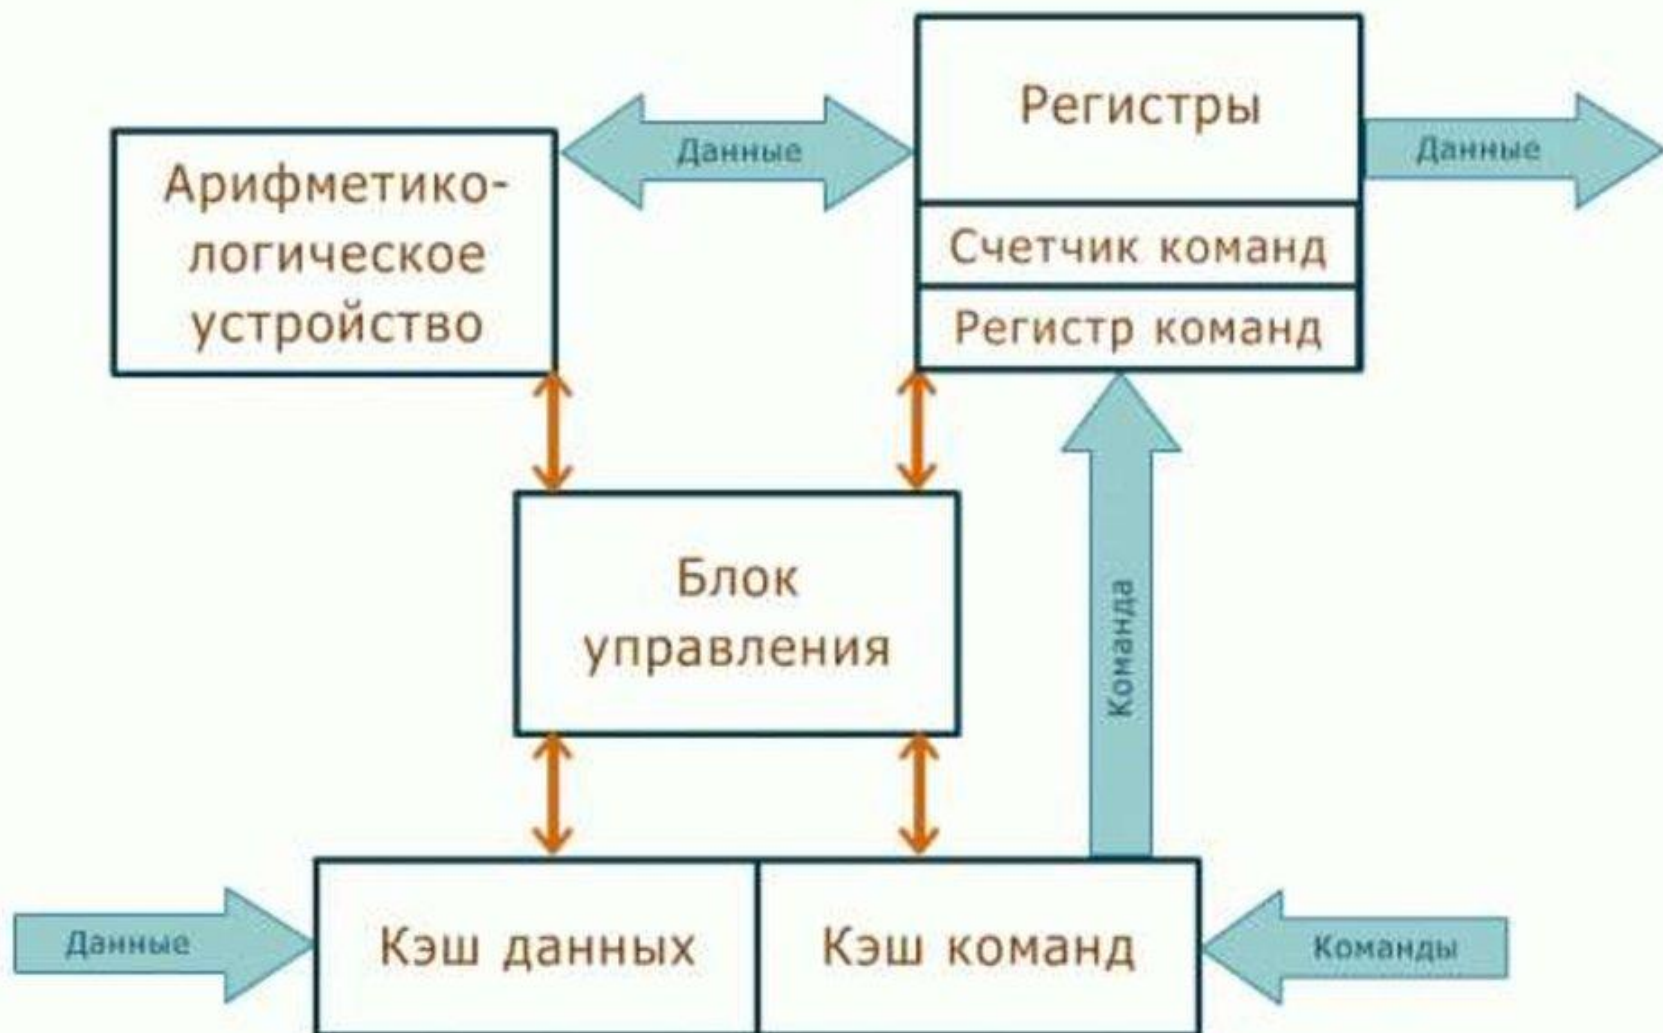 Регистры
Данные
Данные
Арифметико-
логическое
устройство
Счетчик команд
Регистр команд
Блок
управления
Команда
Данные
Кэш данных
Кэш команд
Команды